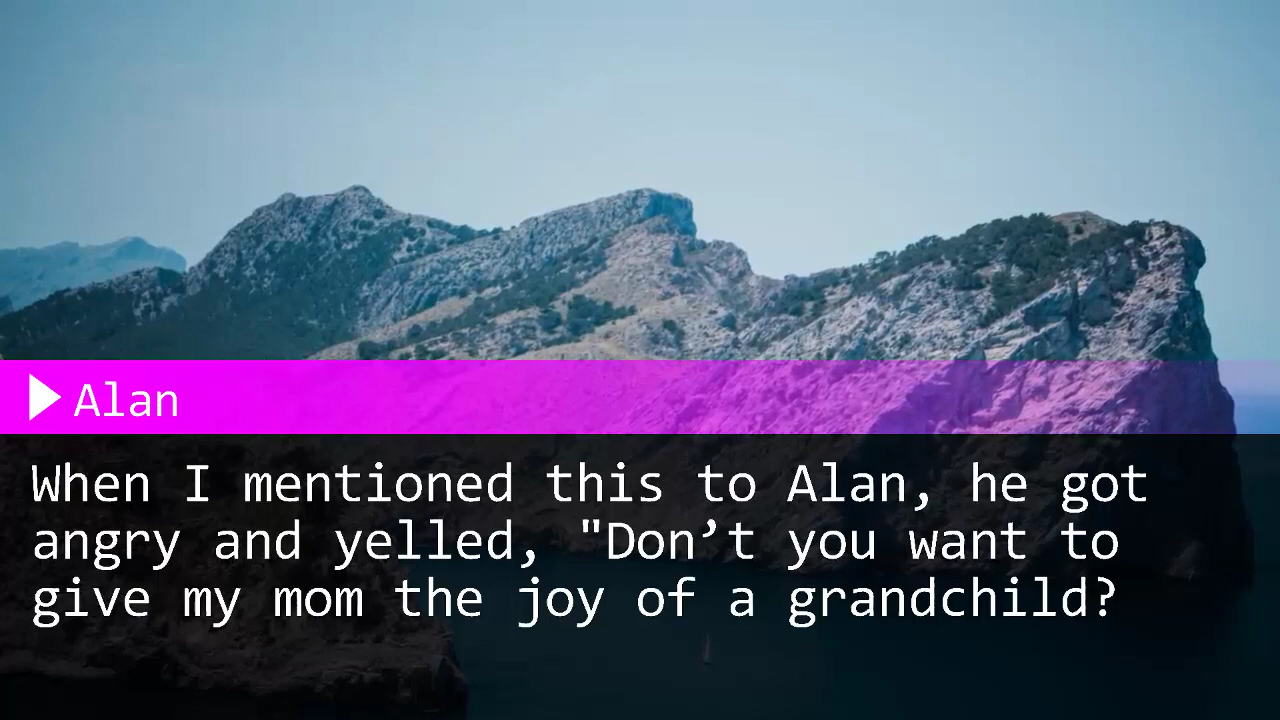 Alan
When I mentioned this to Alan, he got
angry and yelled, "Don’t you want to
give my mom the joy of a grandchild?